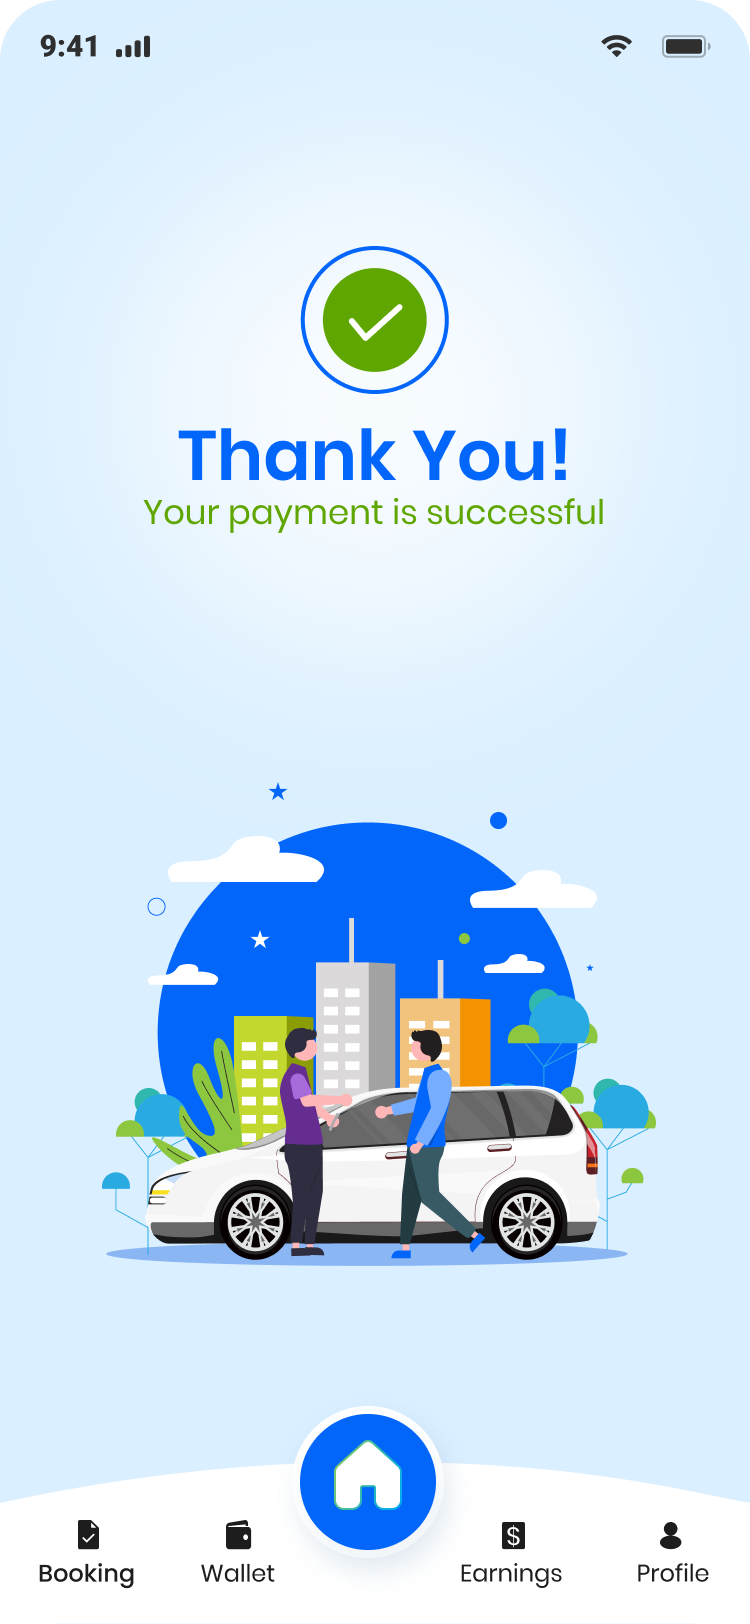 9:41
Thank You!
Your payment is successful
$
Booking
Wallet
Earnings
Profile